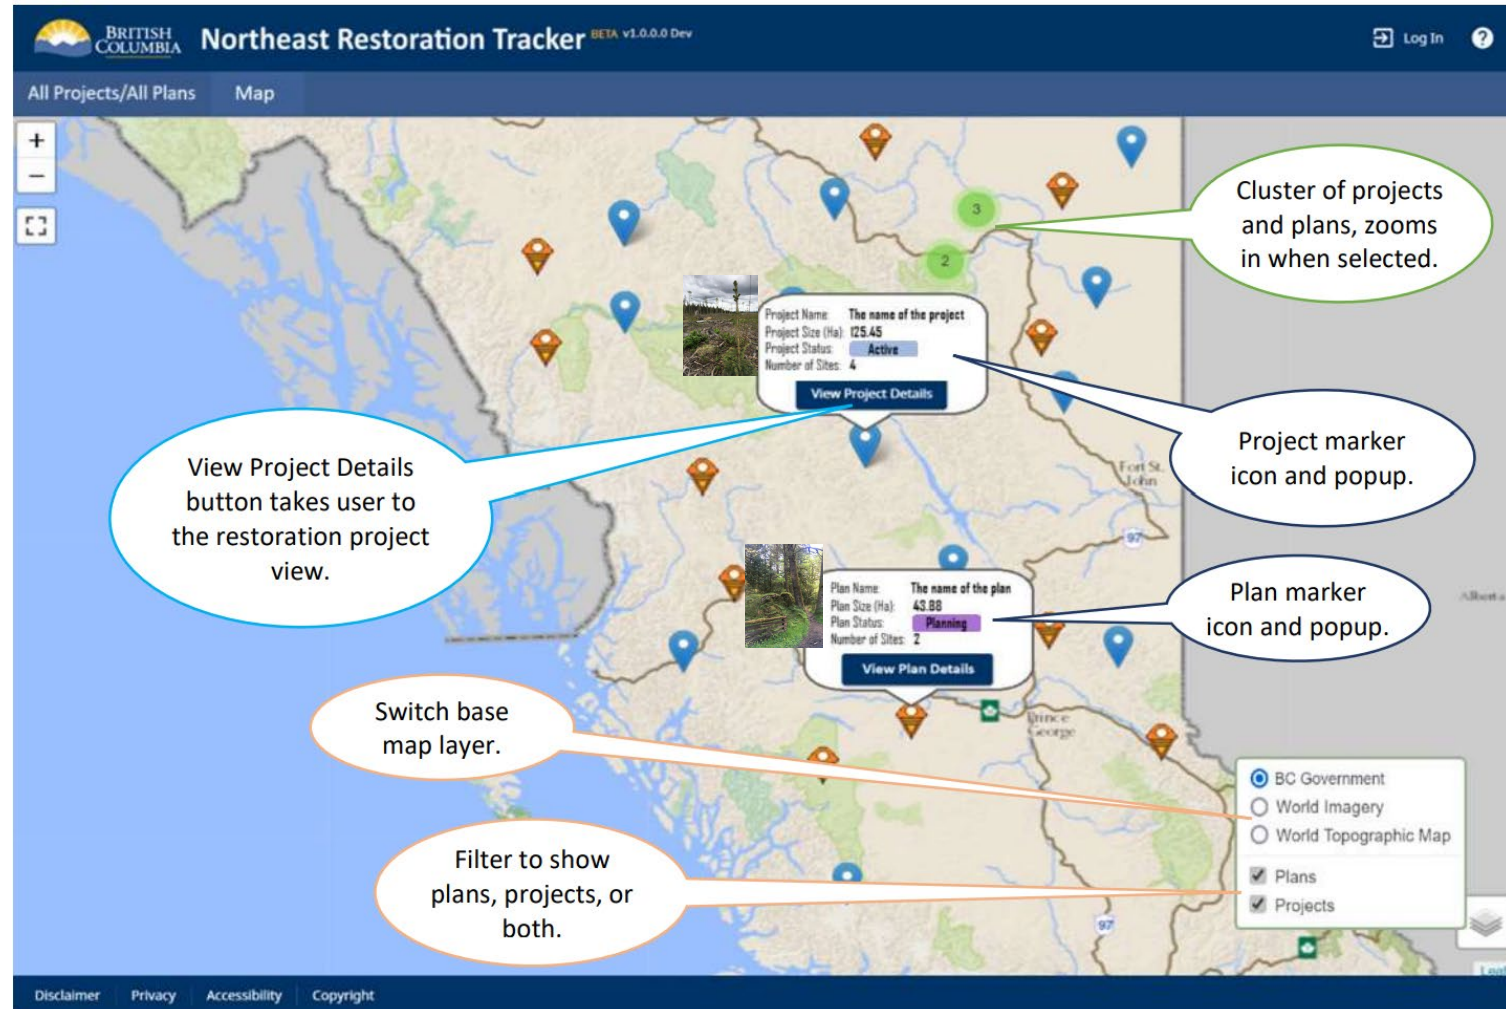 BRITISH
COLUMBIA
Northeast Restoration Tracker BETA v1.0.0.0 Dev
Log In
?
All Projects/All Plans Map
+
−
3
2
Cluster of projects
and plans, zooms
in when selected.
Project Name: The name of the project
Project Size (Ha): 125.45
Project Status: Active
Number of Sites: 4
View Project Details
Project marker
icon and popup.
View Project Details
button takes user to
the restoration project
view.
Fort St.
John
97
Plan Name: The name of the plan
Plan Size (Ha): 43.88
Plan Status: Planning
Number of Sites: 2
View Plan Details
Plan marker
icon and popup.
Alberta
Switch base
map layer.
Prince
George
BC Government
World Imagery
World Topographic Map
Plans
Projects
Filter to show
plans, projects, or
both.
97
Disclaimer Privacy Accessibility Copyright